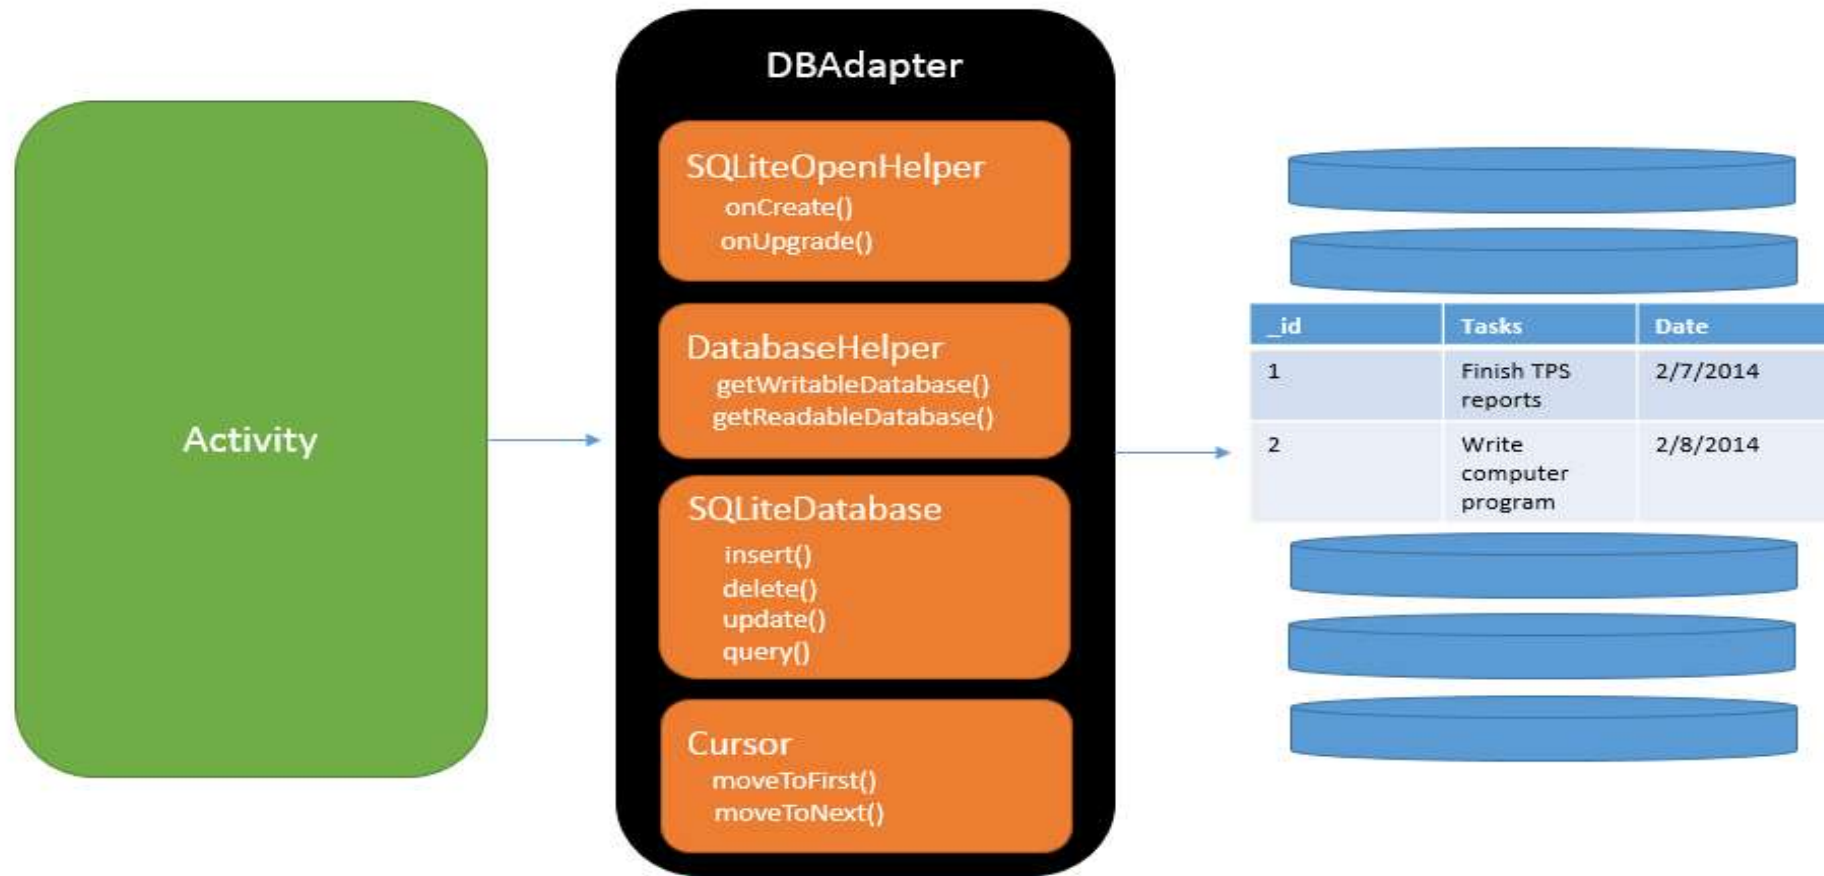 Activity
DBAdapter
SQLiteOpenHelper
onCreate()
onUpgrade()
DatabaseHelper
getWritableDatabase()
getReadableDatabase()
SQLiteDatabase
insert()
delete()
update()
query()
Cursor
moveToFirst()
moveToNext()
_id Tasks Date
1 Finish TPS 2/7/2014
reports
2 Write 2/8/2014
computer
program